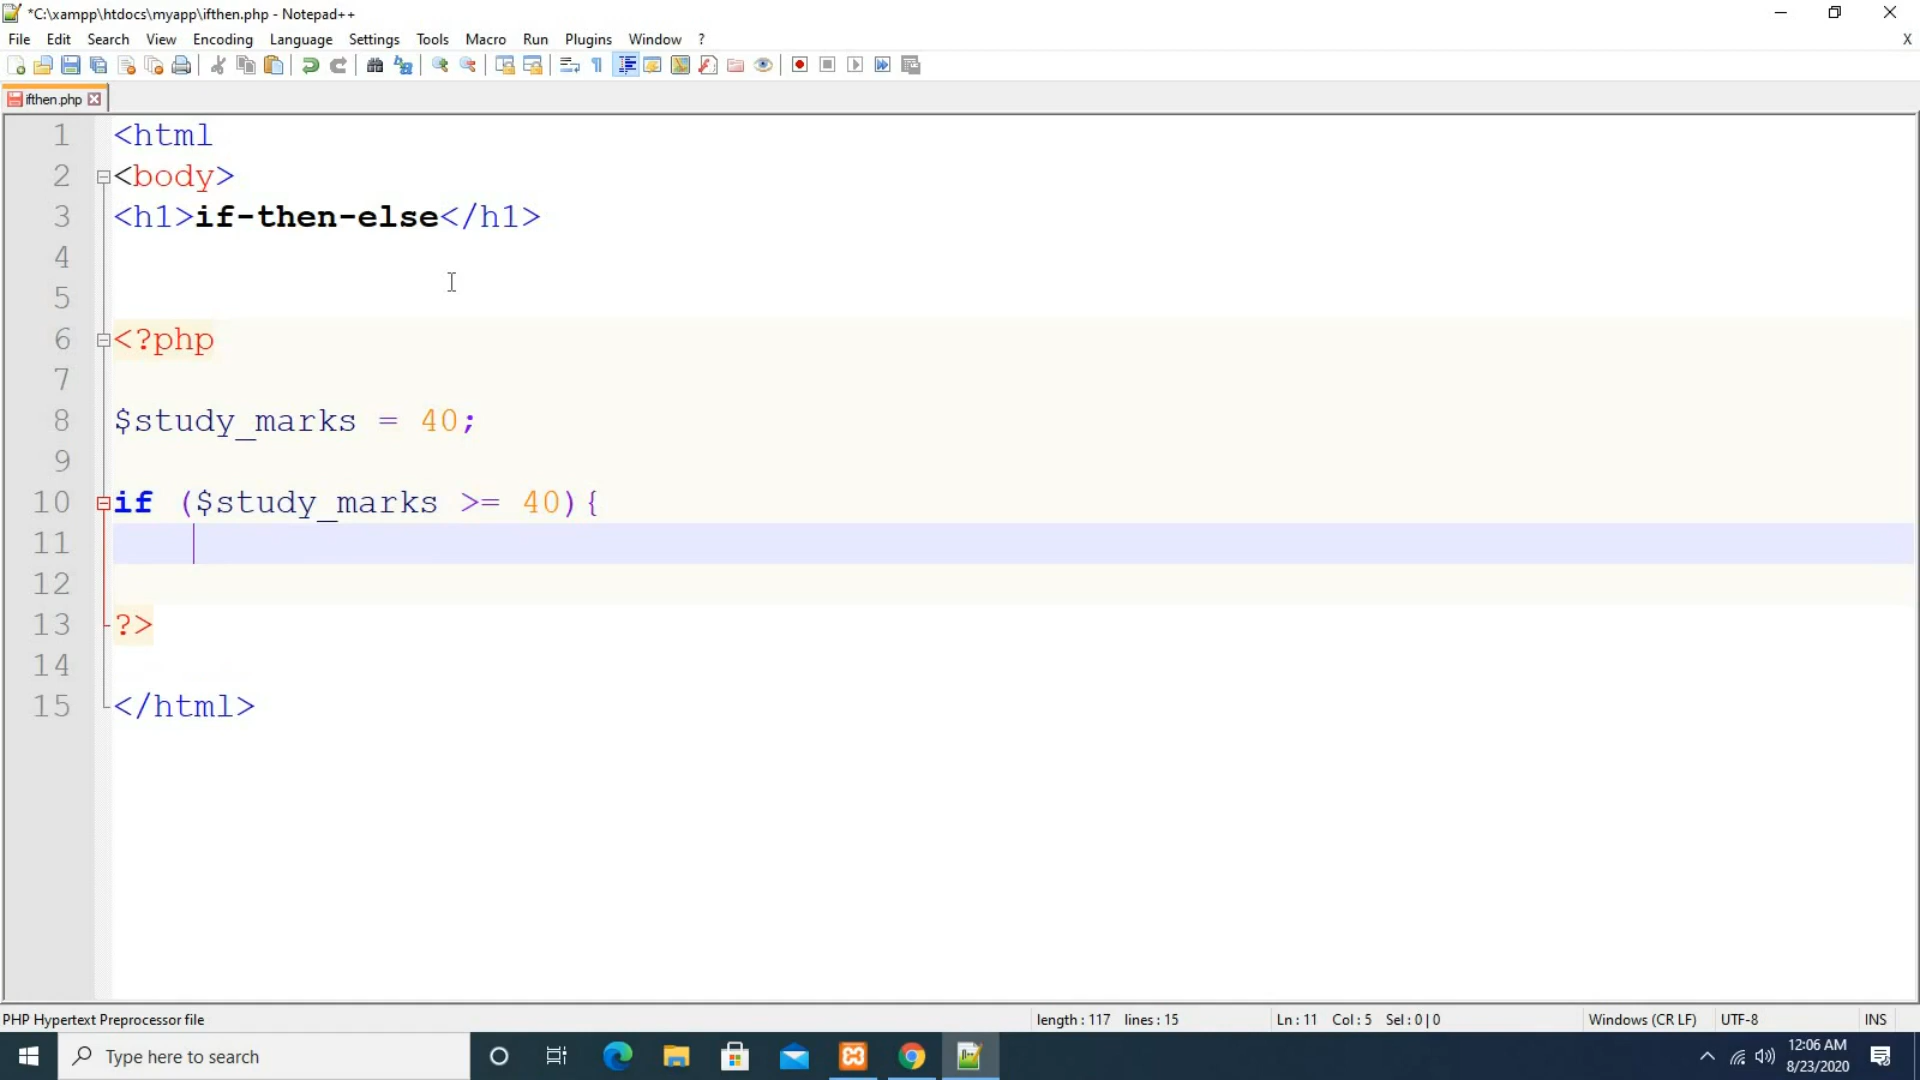 *C:\xampp\htdocs\myapp\ifthen.php - Notepad++
File Edit Search View Encoding Language Settings Tools Macro Run Plugins Window ?
X
ifthen.php
1 <html
2 <body>
3 <h1>if-then-else</h1>
4
5
6 <?php
7
8 $study_marks = 40;
9
10 if ($study_marks >= 40){
11
12
13 ?>
14
15 </html>
PHP Hypertext Preprocessor file length : 117 lines : 15 Ln : 11 Col : 5 Sel : 0 | 0 Windows (CR LF) UTF-8 INS
Type here to search
12:06 AM
8/23/2020